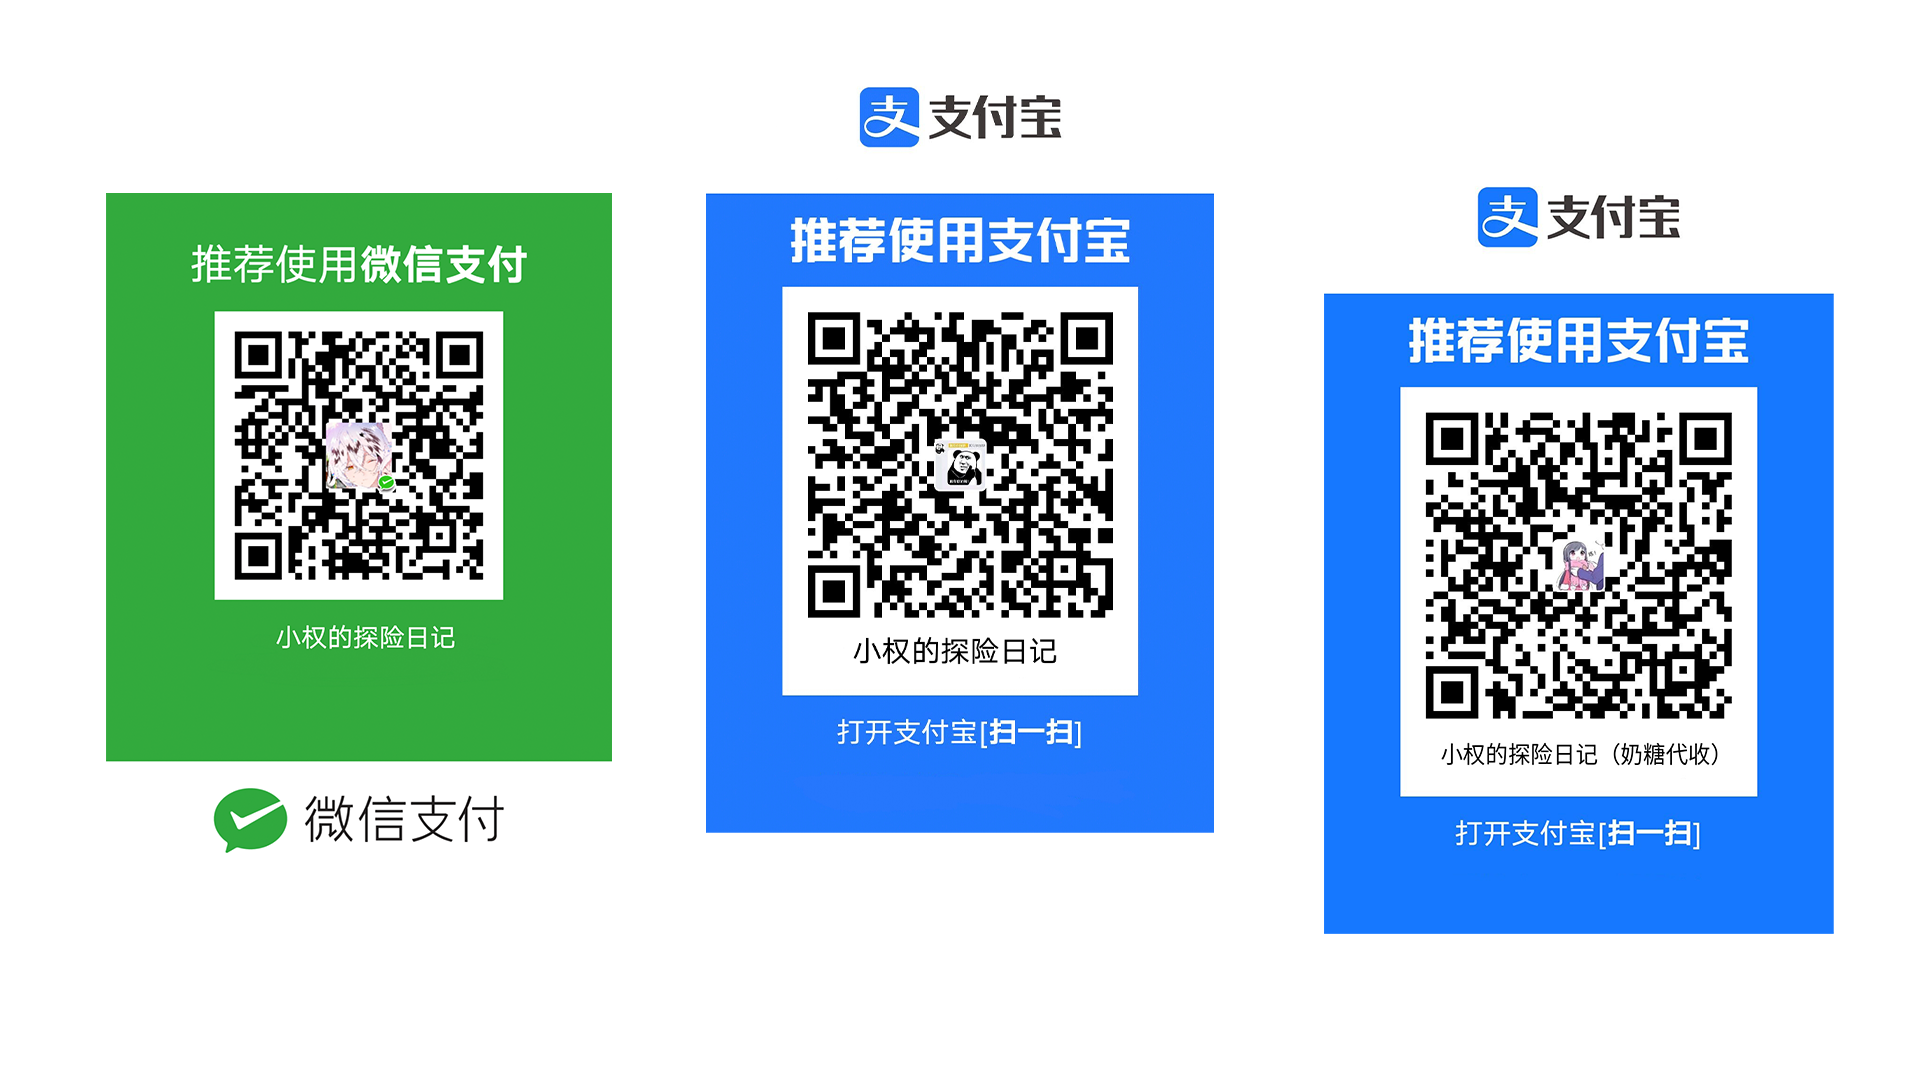 推荐使用微信支付
小权的探险日记
微信支付
支付宝
推荐使用支付宝
小权的探险日记
打开支付宝[扫一扫]
支付宝
推荐使用支付宝
小权的探险日记（奶糖代收）
打开支付宝[扫一扫]